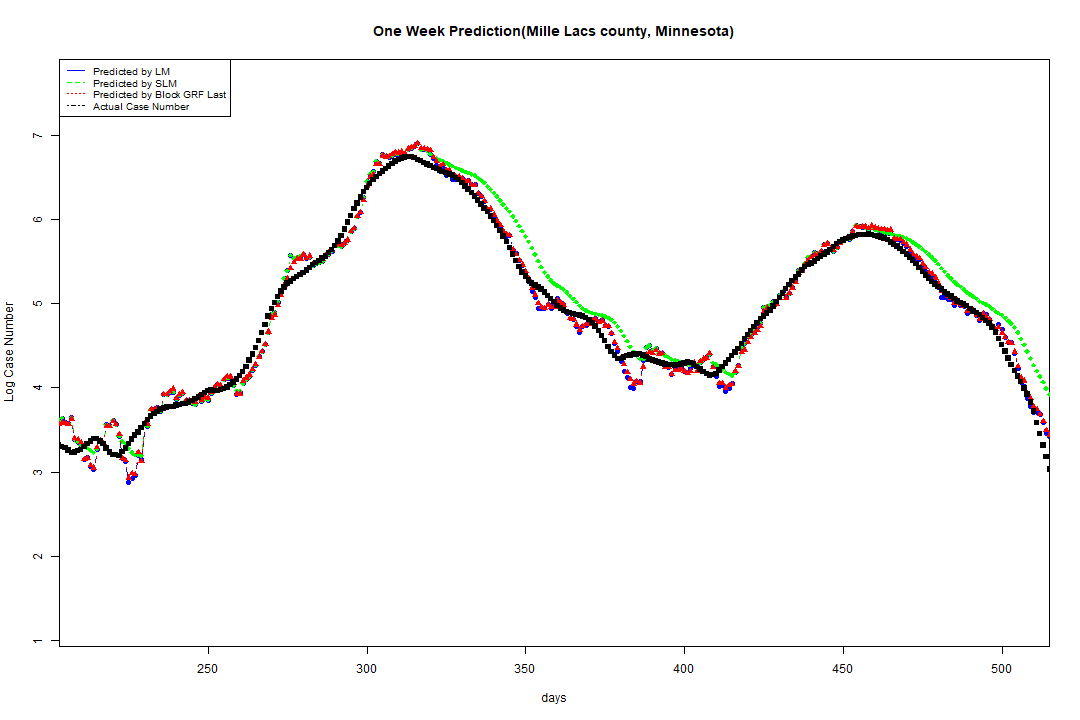 One Week Prediction(Mille Lacs county, Minnesota)
Predicted by LM
Predicted by SLM
Predicted by Block GRF Last
Actual Case Number
7
6
5
4
3
2
1
Log Case Number
250 300 350 400 450 500
days